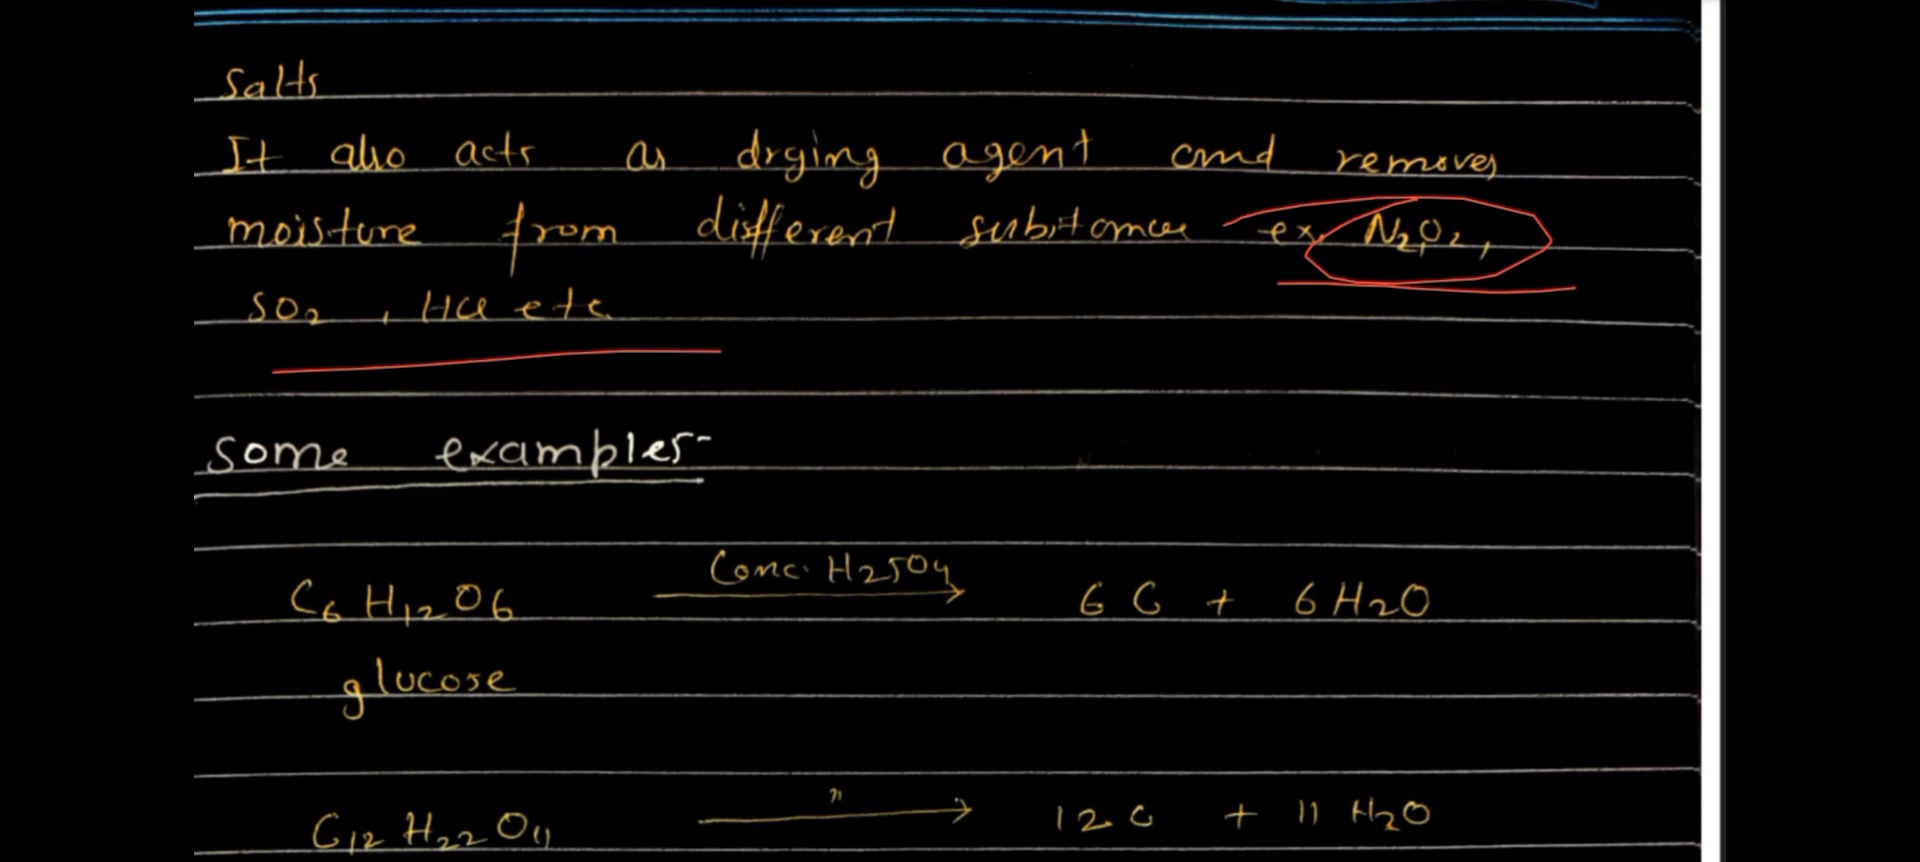 Salts
It also acts as drying agent and removes
moisture from different substances ex. N2O2,
SO2, HCl etc.
Some examples-
C6H12O6 Conc. H2SO4 6C + 6H2O
glucose
C12H22O11 " 12C + 11H2O